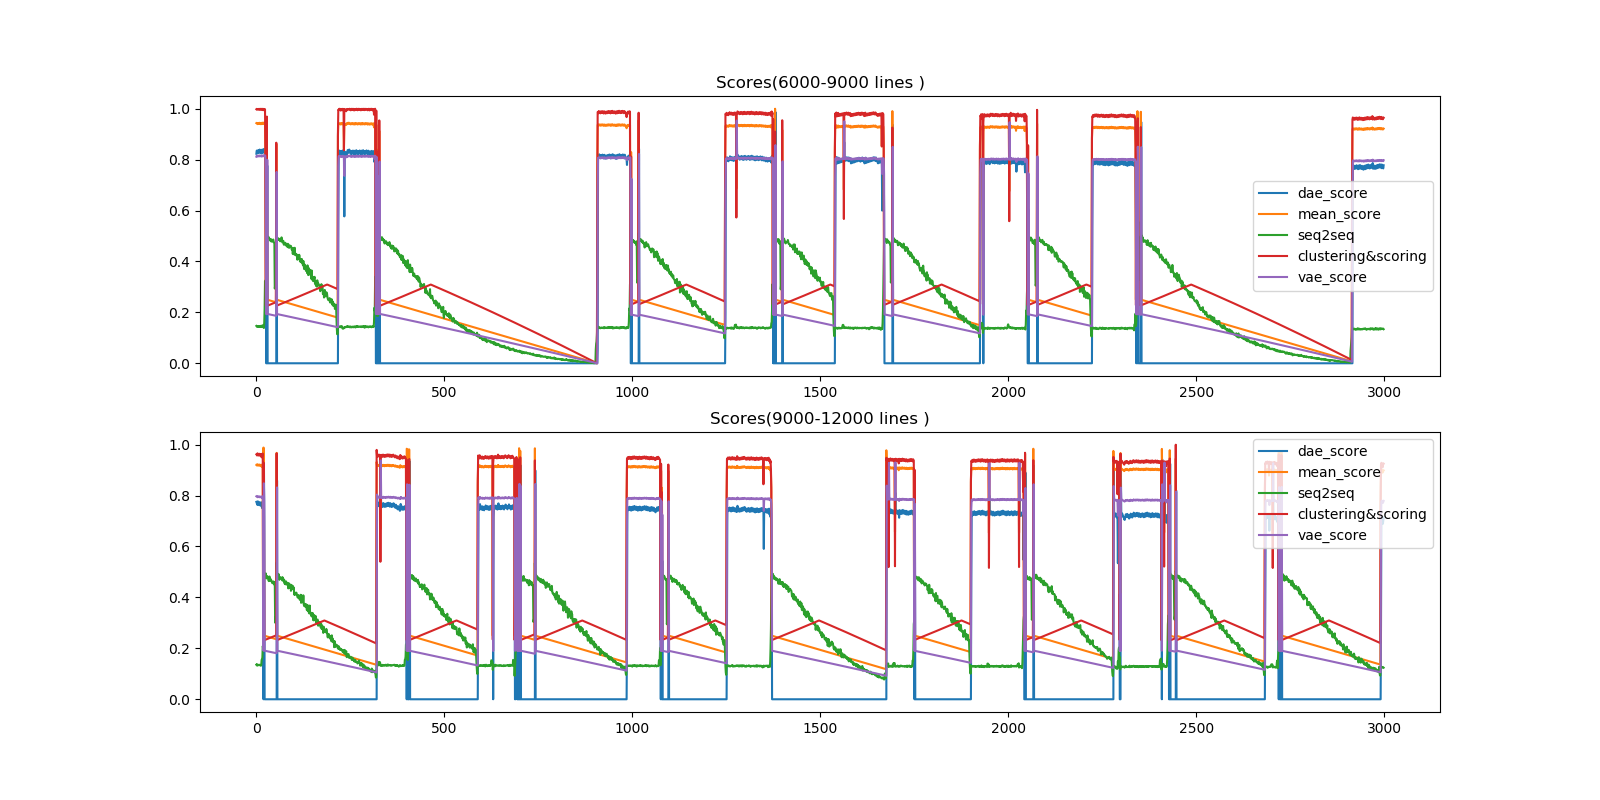 Scores(6000-9000 lines )
1.0
0.8
0.6
0.4
0.2
0.0
dae_score
mean_score
seq2seq
clustering&scoring
vae_score
0 500 1000 1500 2000 2500 3000
Scores(9000-12000 lines )
1.0
0.8
0.6
0.4
0.2
0.0
dae_score
mean_score
seq2seq
clustering&scoring
vae_score
0 500 1000 1500 2000 2500 3000